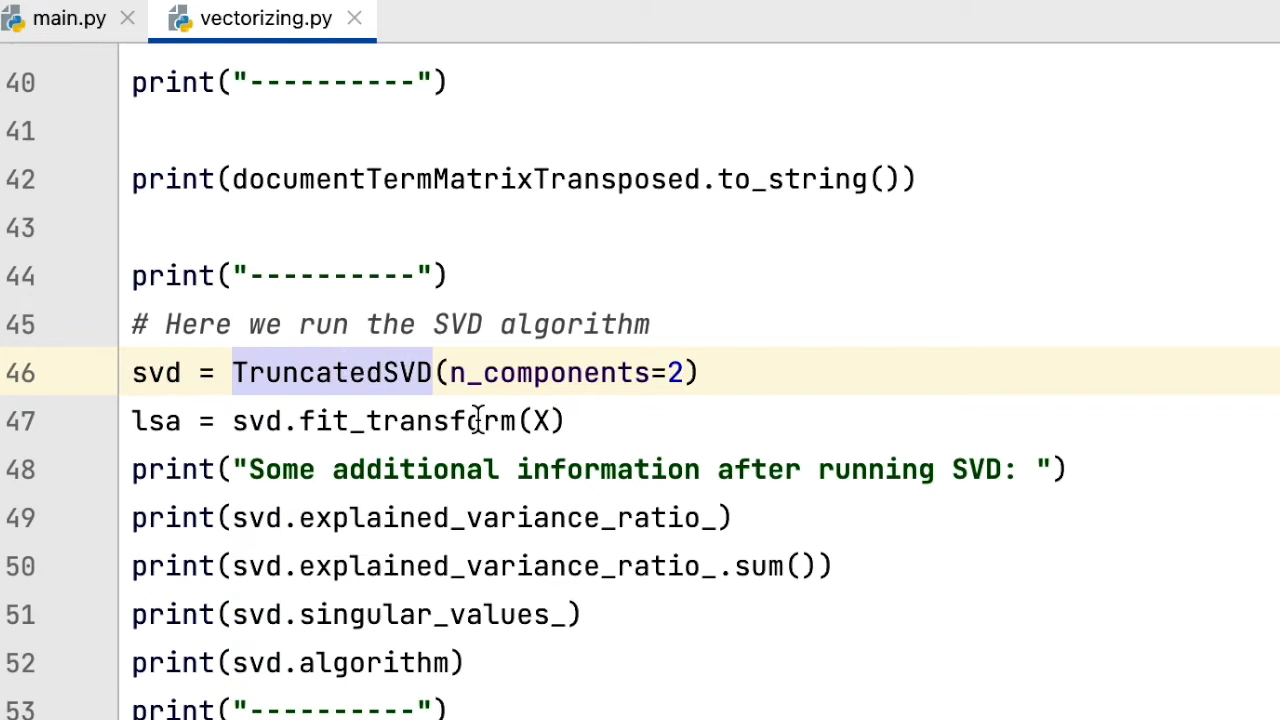 main.py
vectorizing.py
40 print("----------")
41
42 print(documentTermMatrixTransposed.to_string())
43
44 print("----------")
45 # Here we run the SVD algorithm
46 svd = TruncatedSVD(n_components=2)
47 lsa = svd.fit_transform(X)
48 print("Some additional information after running SVD: ")
49 print(svd.explained_variance_ratio_)
50 print(svd.explained_variance_ratio_.sum())
51 print(svd.singular_values_)
52 print(svd.algorithm)
53 print("----------")